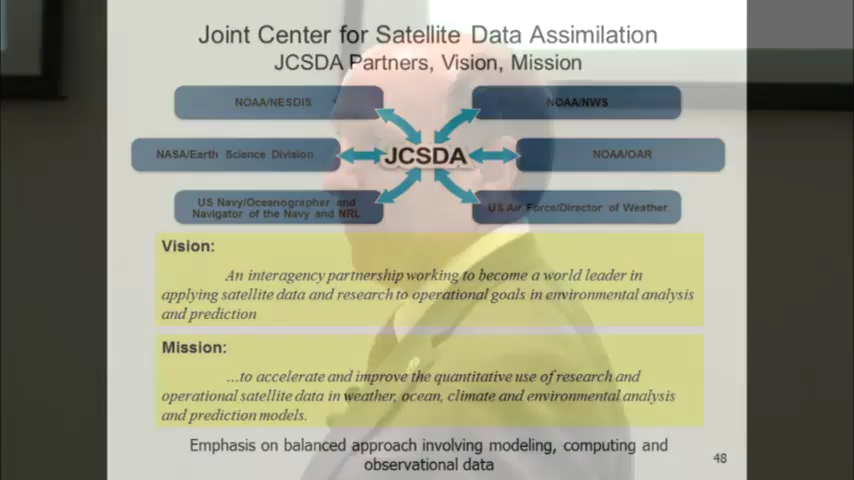 Joint Center for Satellite Data Assimilation
JCSDA Partners, Vision, Mission
NOAA/NESDIS
NOAA/NWS
NASA/Earth Science Division
JCSDA
NOAA/OAR
US Navy/Oceanographer and
Navigator of the Navy and NRL
US Air Force/Director of Weather
Vision:
An interagency partnership working to become a world leader in
applying satellite data and research to operational goals in environmental analysis
and prediction
Mission:
…to accelerate and improve the quantitative use of research and
operational satellite data in weather, ocean, climate and environmental analysis
and prediction models.
Emphasis on balanced approach involving modeling, computing and
observational data
48